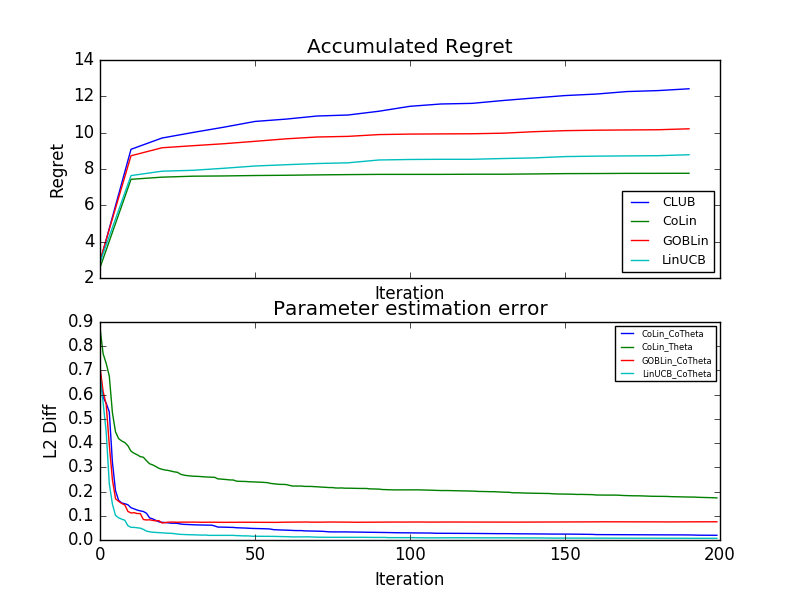 Accumulated Regret
14
12
10
8
6
4
2
Regret
CLUB
CoLin
GOBLin
LinUCB
Iteration
Parameter estimation error
0.9
0.8
0.7
0.6
0.5
0.4
0.3
0.2
0.1
0.0
L2 Diff
CoLin_CoTheta
CoLin_Theta
GOBLin_CoTheta
LinUCB_CoTheta
0 50 100 150 200
Iteration